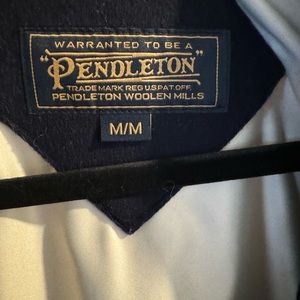 WARRANTED TO BE A
"PENDLETON"
TRADE MARK REG.U.S.PAT.OFF.
PENDLETON WOOLEN MILLS
M/M